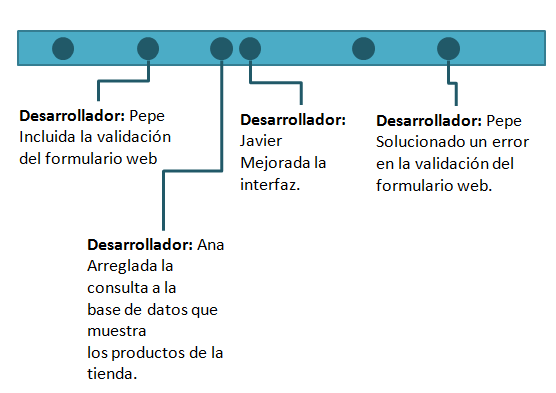 Desarrollador: Pepe
Incluida la validación
del formulario web
Desarrollador:
Javier
Mejorada la
interfaz.
Desarrollador: Pepe
Solucionado un error
en la validación del
formulario web.
Desarrollador: Ana
Arreglada la
consulta a la
base de datos que
muestra
los productos de la
tienda.